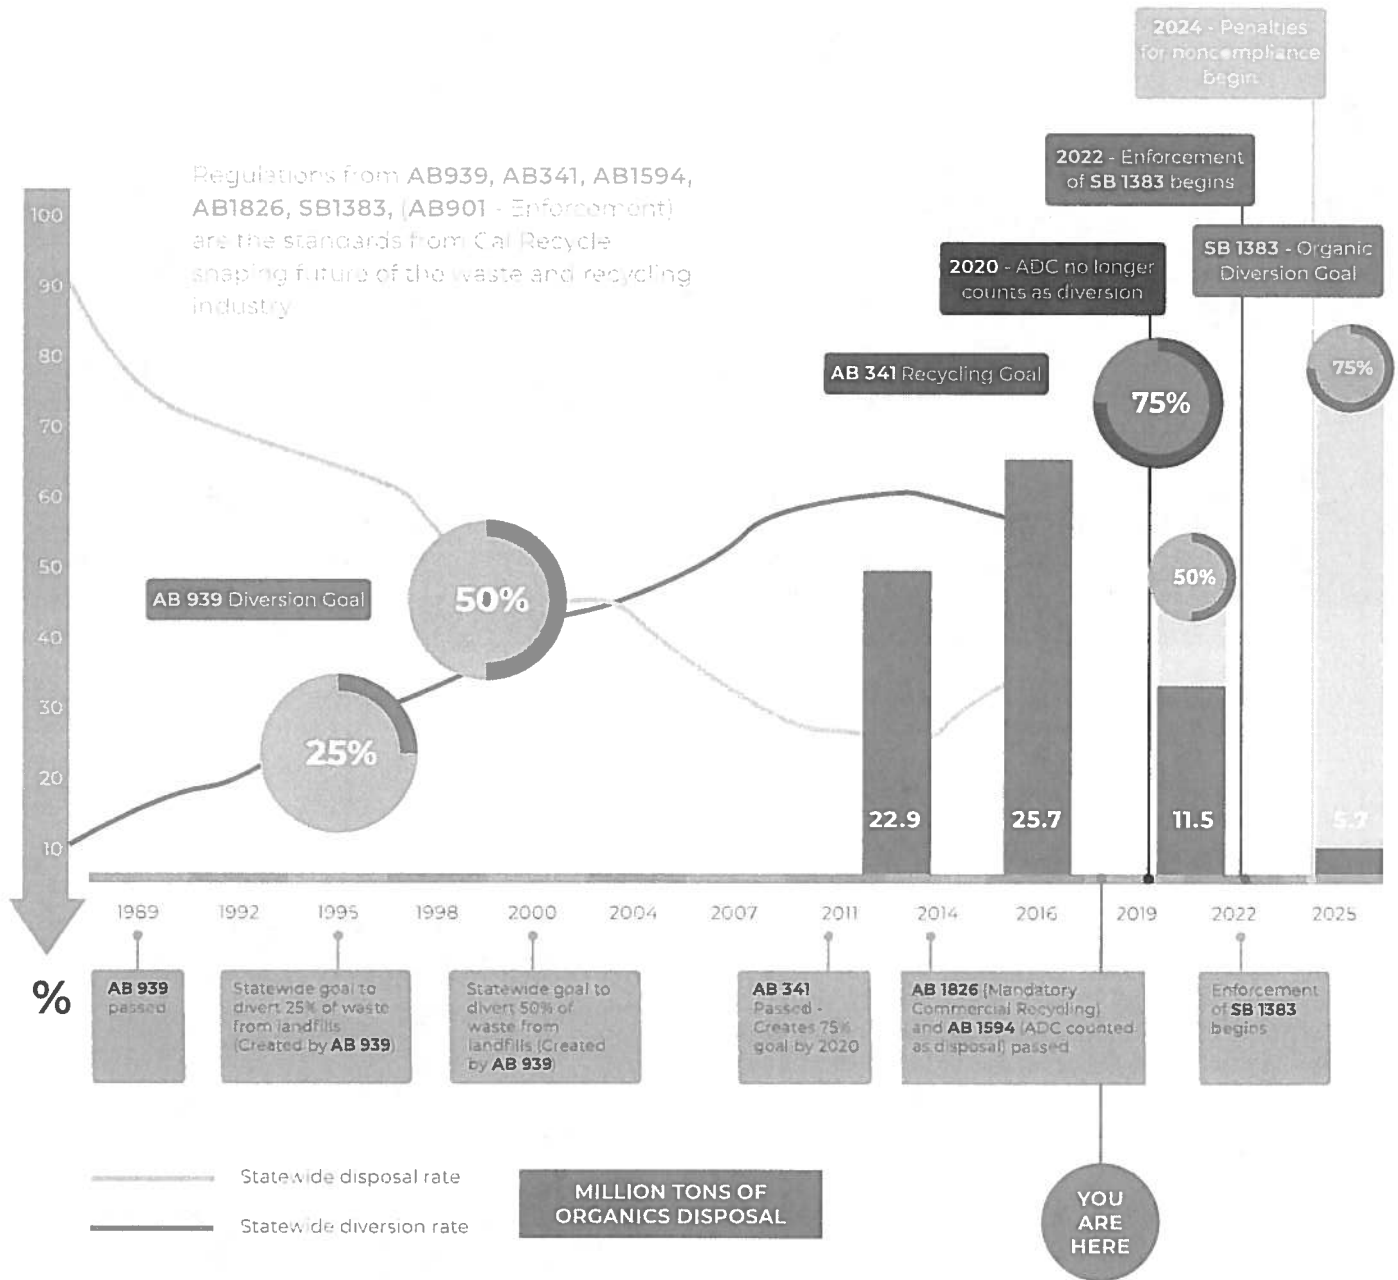 2024 - Penalties
for noncompliance
begin
2022 - Enforcement
of SB 1383 begins
Regulations from AB939, AB341, AB1594,
AB1826, SB1383, (AB901 - Enforcement)
are the standards from Cal Recycle
shaping future of the waste and recycling
industry
SB 1383 - Organic
Diversion Goal
2020 - ADC no longer
counts as diversion
AB 341 Recycling Goal
75%
75%
50%
AB 939 Diversion Goal
50%
25%
100
90
80
70
60
50
40
30
20
10
%
22.9
25.7
11.5
5.7
1989
1992
1995
1998
2000
2004
2007
2011
2014
2016
2019
2022
2025
AB 939
passed
Statewide goal to
divert 25% of waste
from landfills
(Created by AB 939)
Statewide goal to
divert 50% of
waste from
landfills (Created
by AB 939)
AB 341
Passed -
Creates 75%
goal by 2020
AB 1826 (Mandatory
Commercial Recycling)
and AB 1594 (ADC counted
as disposal) passed
Enforcement
of SB 1383
begins
Statewide disposal rate
Statewide diversion rate
MILLION TONS OF
ORGANICS DISPOSAL
YOU
ARE
HERE